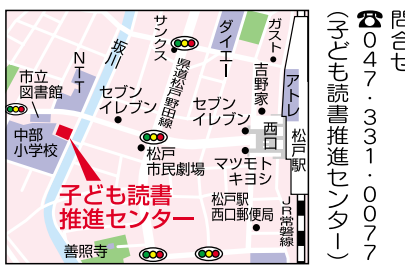 問合せ
☎047・331・0077
(子ども読書推進センター)
サンクス
ダイエー
ガスト
坂川
NTT
県道松戸野田線
吉野家
アトレ
市立
図書館
セブン
イレブン
セブン
イレブン
西口
松戸駅
中部
小学校
松戸
市民劇場
マツモト
キヨシ
子ども読書
推進センター
松戸駅
西口郵便局
JR常磐線
善照寺